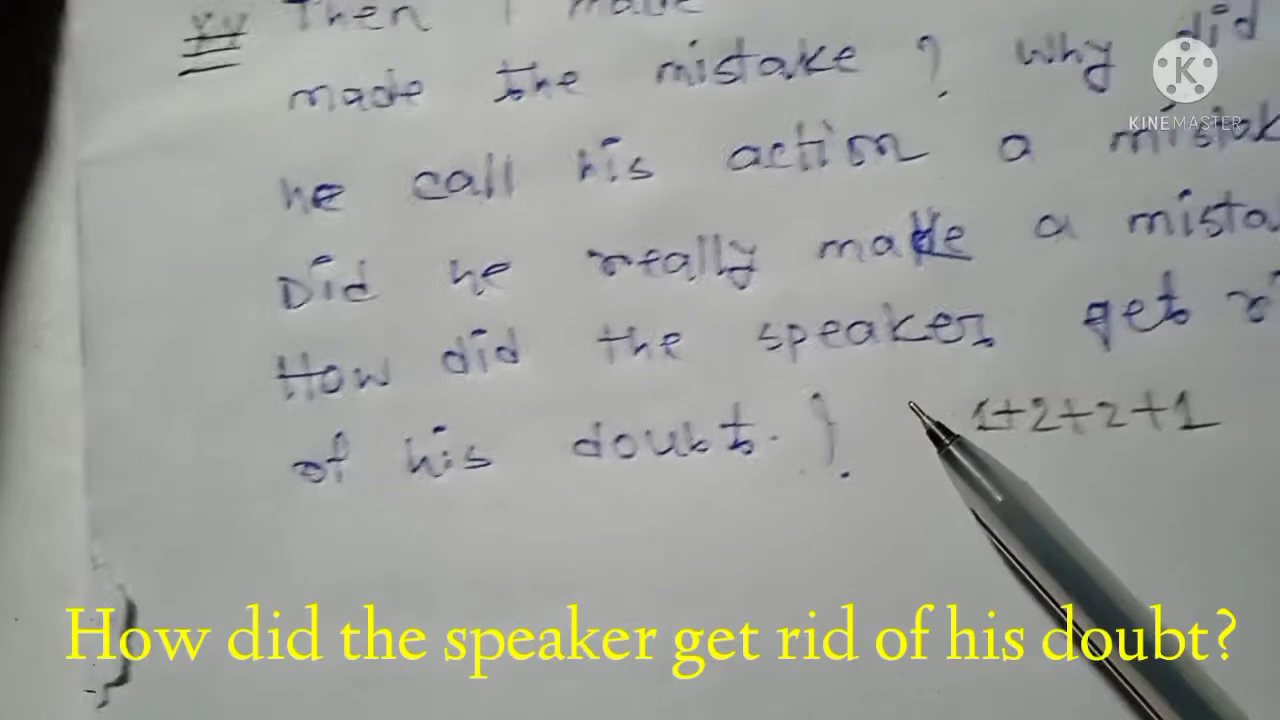 Then I made
made the mistake? Why did
he call his action a mistak
Did he really make a mista
How did the speaker get r
of his doubt.?
1+2+2+1
K
KINEMASTER
How did the speaker get rid of his doubt?